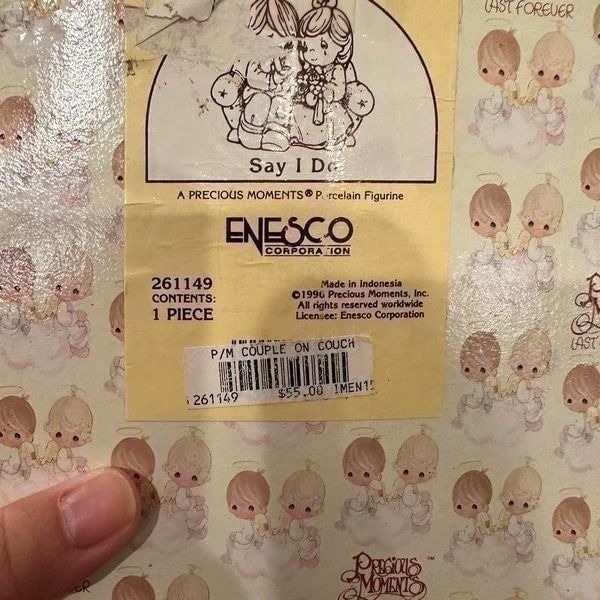 LAST FOREVER
Say I Do
A PRECIOUS MOMENTS® Porcelain Figurine
ENESCO
CORPORATION
261149
CONTENTS:
1 PIECE
Made in Indonesia
©1996 Precious Moments, Inc.
All rights reserved worldwide
Licensee: Enesco Corporation
P/M COUPLE ON COUCH
261149 $55.00
LAST
PRECIOUS
MOMENTS™